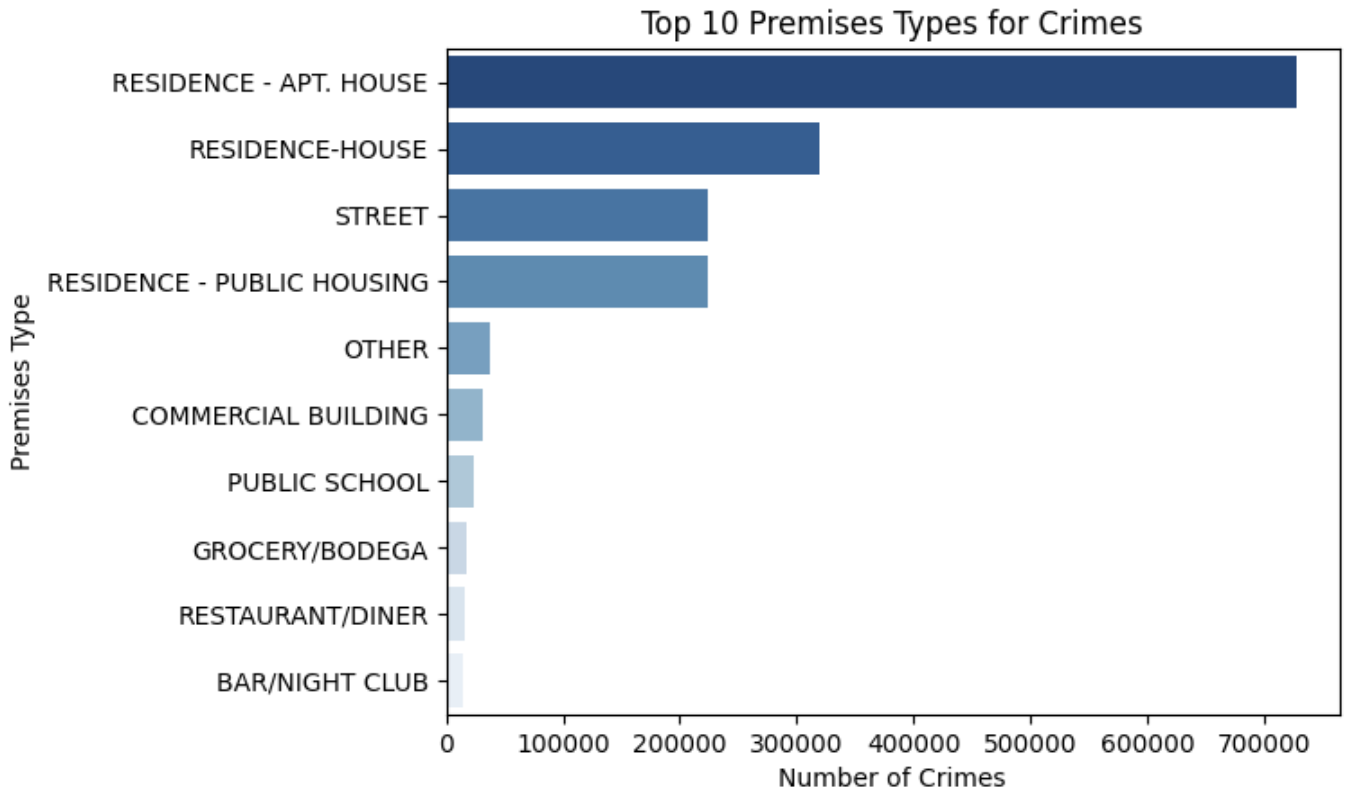 Top 10 Premises Types for Crimes
Premises Type
RESIDENCE - APT. HOUSE
RESIDENCE-HOUSE
STREET
RESIDENCE - PUBLIC HOUSING
OTHER
COMMERCIAL BUILDING
PUBLIC SCHOOL
GROCERY/BODEGA
RESTAURANT/DINER
BAR/NIGHT CLUB
0 100000 200000 300000 400000 500000 600000 700000
Number of Crimes